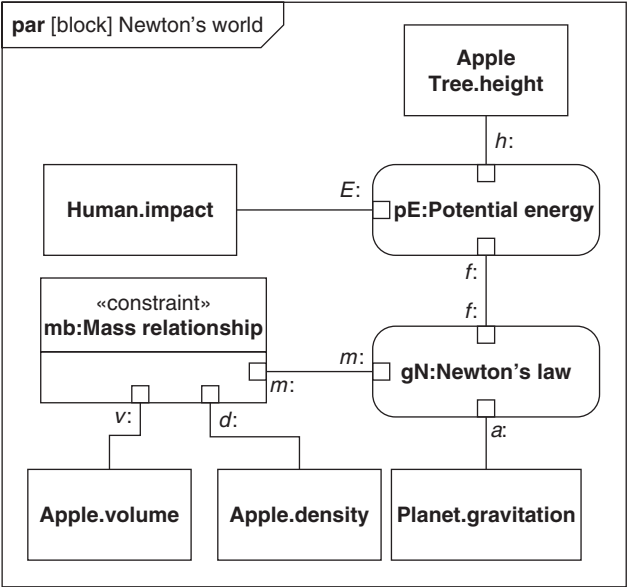 par [block] Newton's world
Apple
Tree.height
h:
Human.impact
E:
pE:Potential energy
f:
«constraint»
mb:Mass relationship
f:
m:
m:
gN:Newton's law
v:
d:
a:
Apple.volume
Apple.density
Planet.gravitation